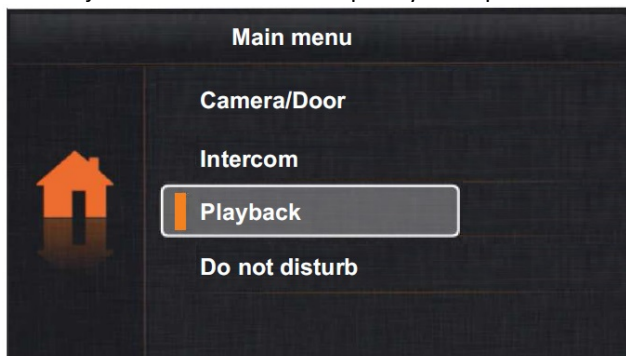 Main menu
Camera/Door
Intercom
Playback
Do not disturb